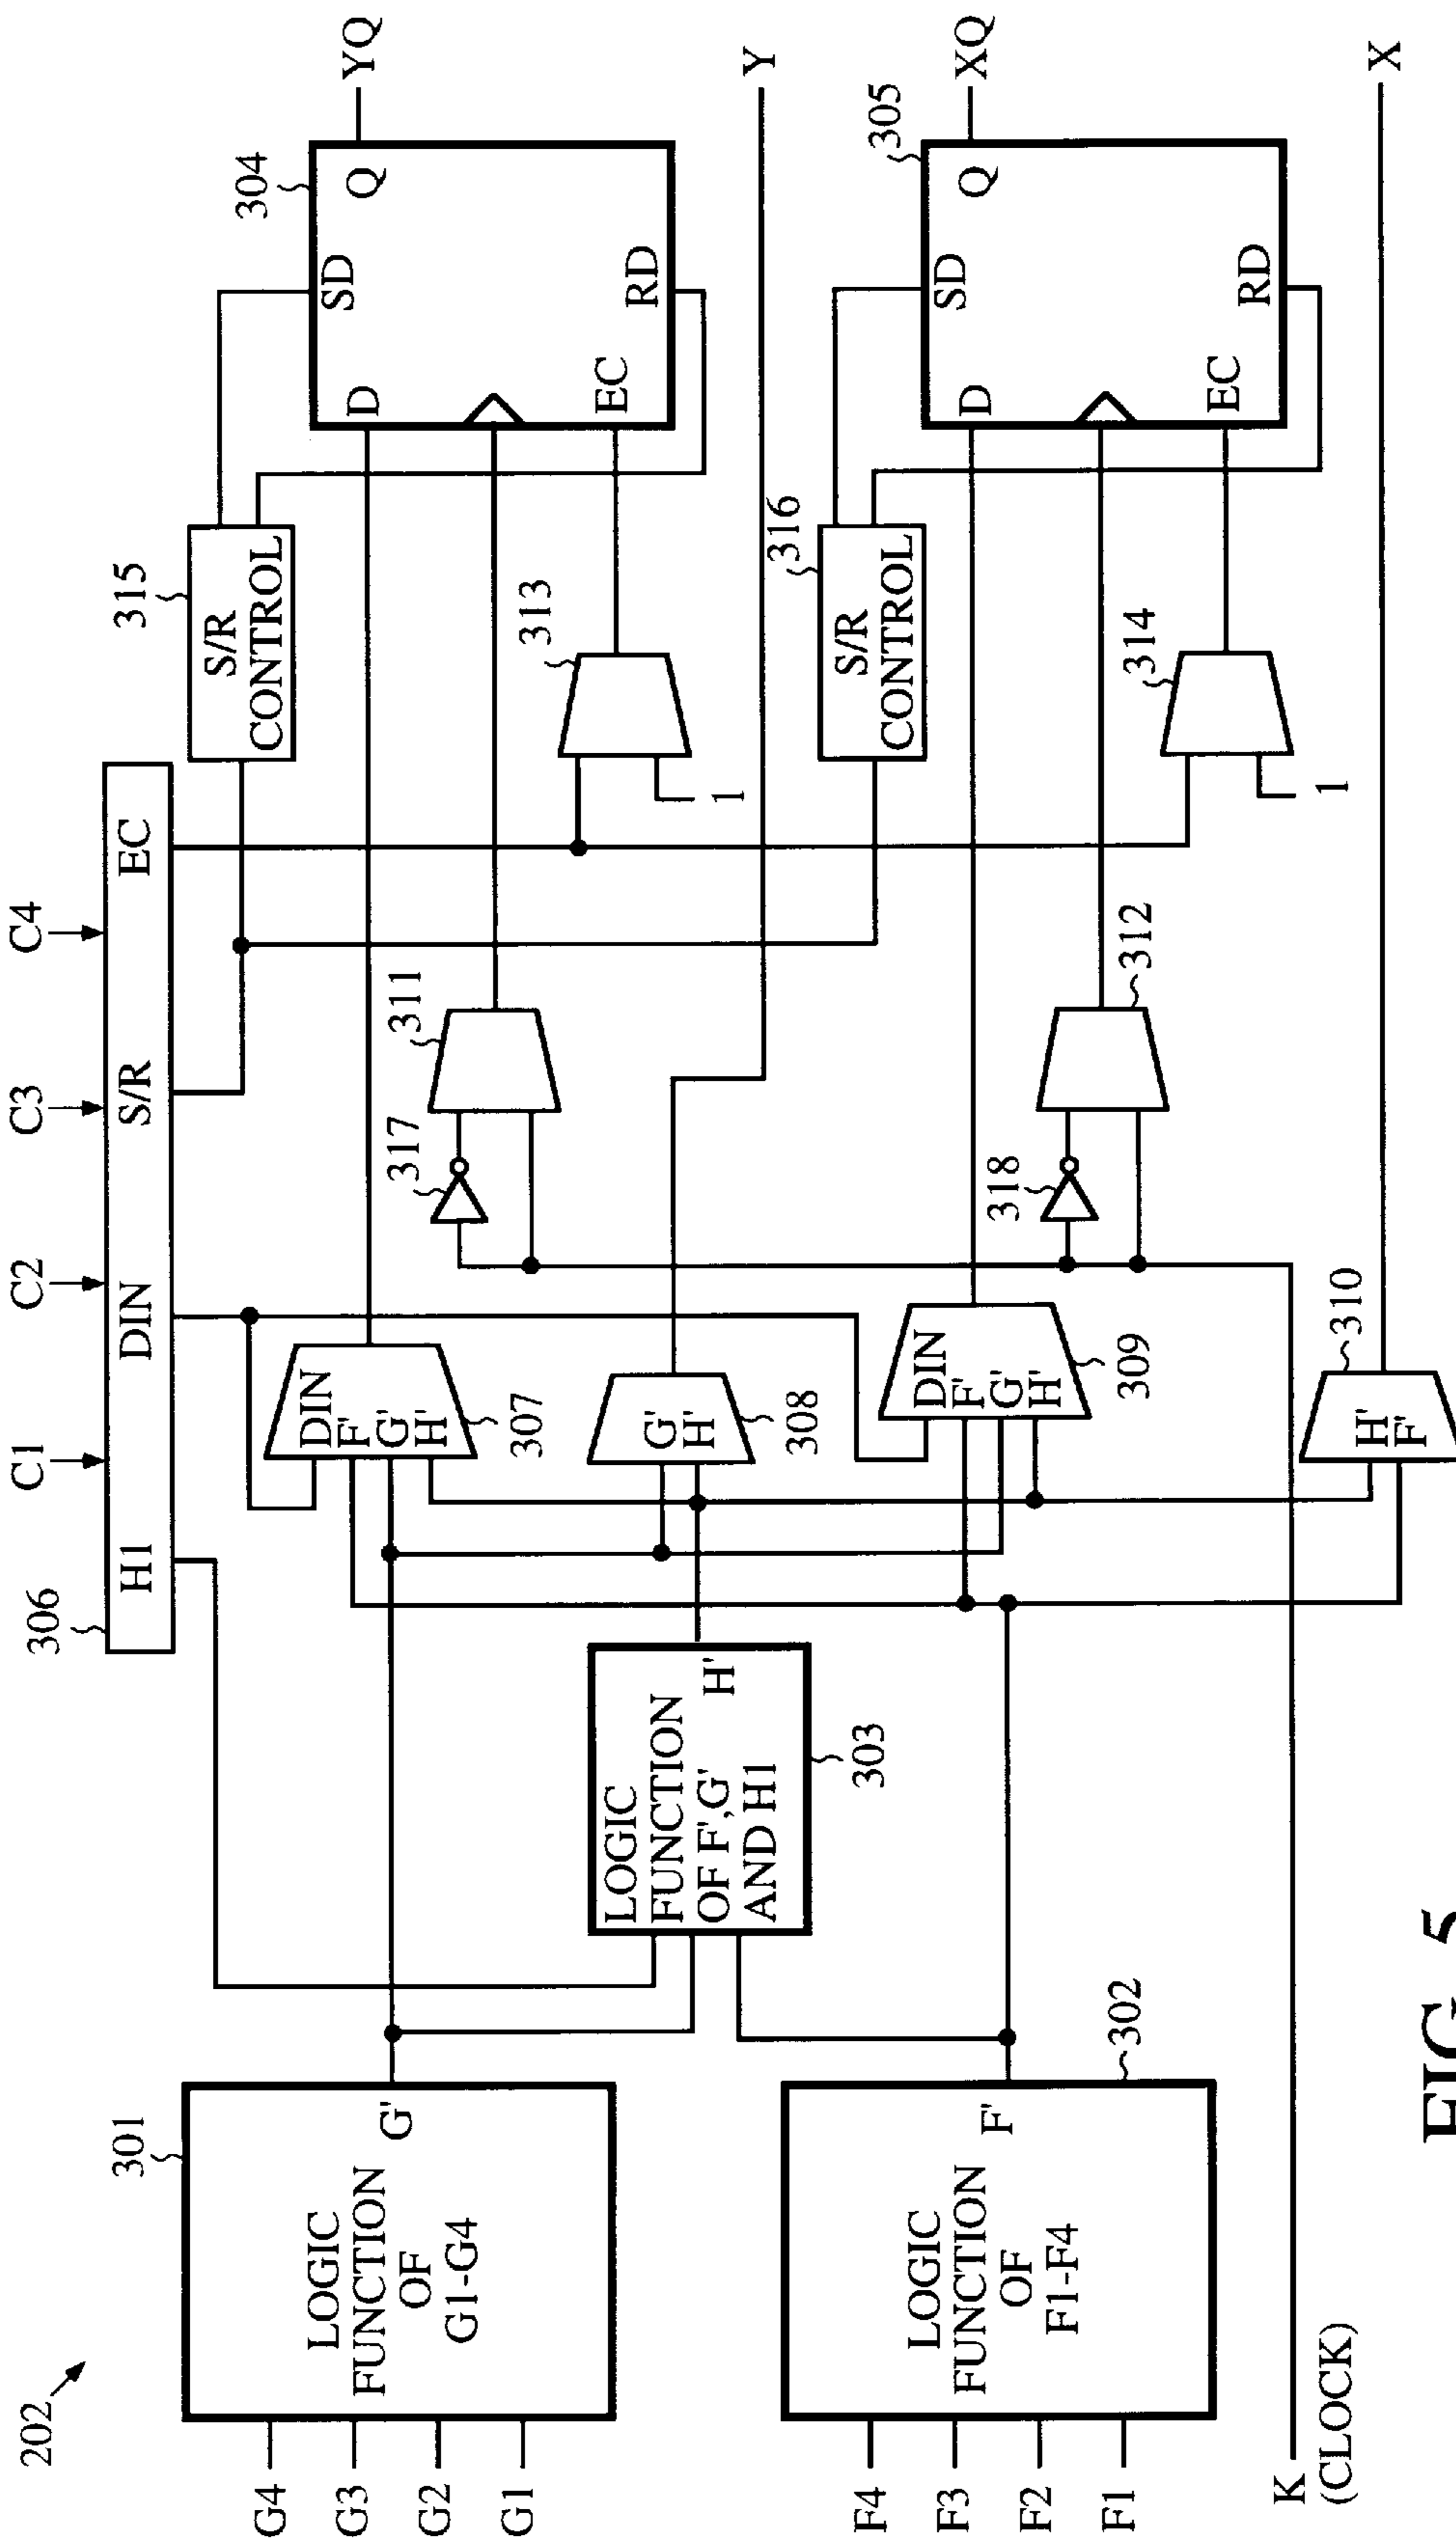 202
C1
C2
C3
C4
306
H1
DIN
S/R
EC
315
S/R
CONTROL
304
SD
D
Q
EC
RD
YQ
301
G4
G3
G2
G1
LOGIC
FUNCTION
OF
G1-G4
G'
DIN
F'
G'
H'
307
317
311
313
1
Y
LOGIC
FUNCTION
OF F',G'
AND H1
H'
303
G'
H'
308
316
S/R
CONTROL
305
SD
D
Q
EC
RD
XQ
F4
F3
F2
F1
LOGIC
FUNCTION
OF
F1-F4
F'
302
DIN
F'
G'
H'
309
318
312
314
1
K
(CLOCK)
H'
F'
310
X
FIG. 5